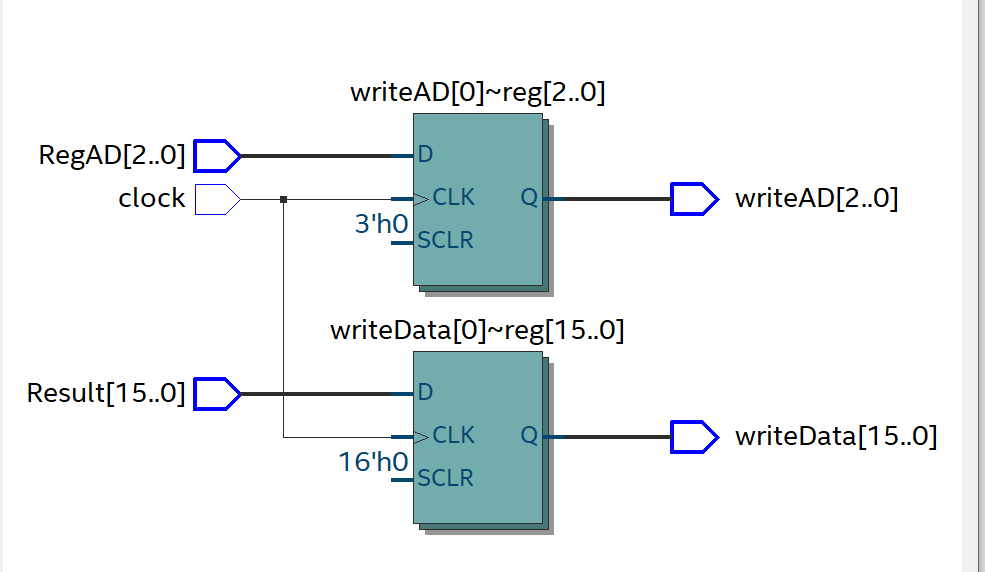 writeAD[0]~reg[2..0]
RegAD[2..0]
D
clock
CLK
Q
writeAD[2..0]
3'h0
SCLR
writeData[0]~reg[15..0]
Result[15..0]
D
CLK
Q
writeData[15..0]
16'h0
SCLR